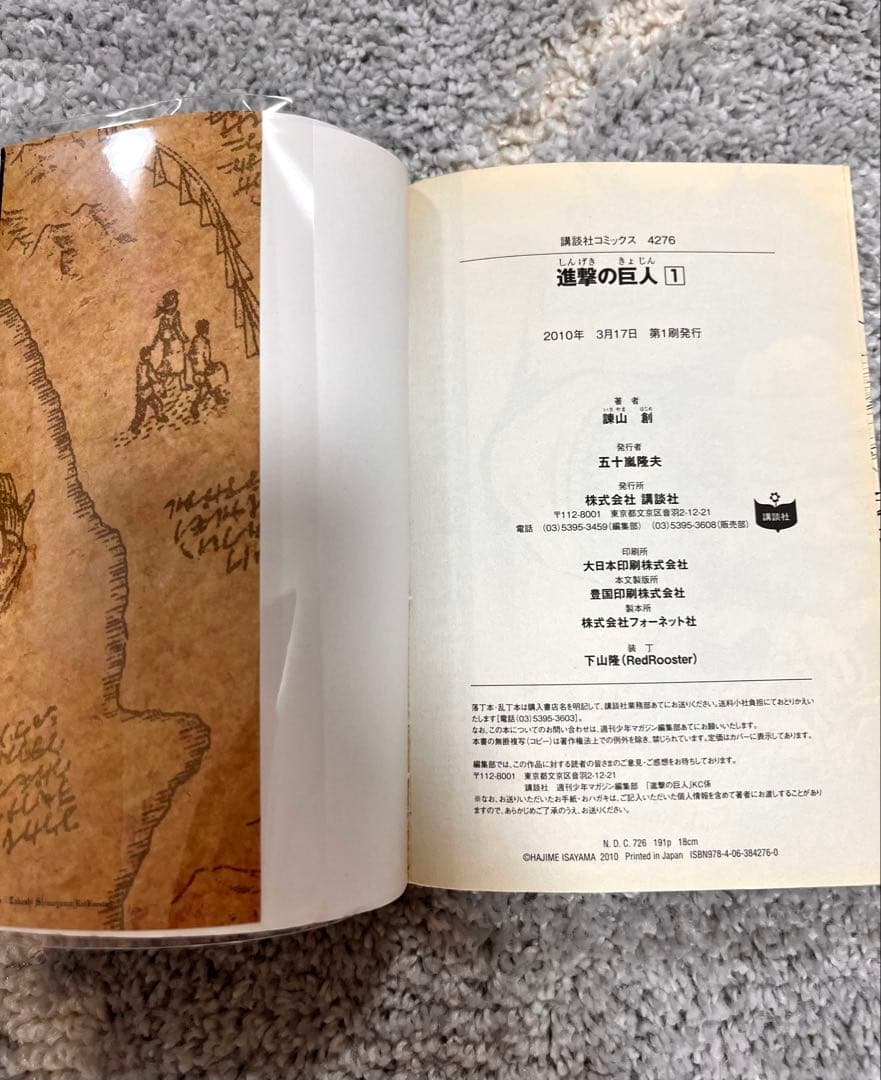 講談社コミックス 4276
しんげき きょじん
進撃の巨人 1
2010年 3月17日 第1刷発行
著者
いさやま はじめ
諫山 創
発行者
五十嵐隆夫
発行所
株式会社 講談社
〒112-8001 東京都文京区音羽2-12-21
電話 (03)5395-3459(編集部) (03)5395-3608(販売部)
講談社
印刷所
大日本印刷株式会社
本文製版所
豊国印刷株式会社
製本所
株式会社フォーネット社
装丁
下山隆(RedRooster)
落丁本・乱丁本は購入書店名を明記して、講談社業務部あてにお送りください。送料小社負担にておとりかえい
たします[電話(03)5395-3603]。
なお、この本についてのお問い合わせは、週刊少年マガジン編集部あてにお願いいたします。
本書の無断複写(コピー)は著作権法上での例外を除き、禁じられています。定価はカバーに表示してあります。
編集部では、この作品に対する読者の皆さまのご意見・ご感想をお待ちしております。
〒112-8001 東京都文京区音羽2-12-21
講談社 週刊少年マガジン編集部 「進撃の巨人」KC係
※なお、お送りいただいたお手紙・おハガキは、ご記入いただいた個人情報を含めて著者にお渡しすることがあり
ますので、あらかじめご了承のうえ、お送りください。
N.D.C.726 191p 18cm
©HAJIME ISAYAMA 2010 Printed in Japan ISBN978-4-06-384276-0